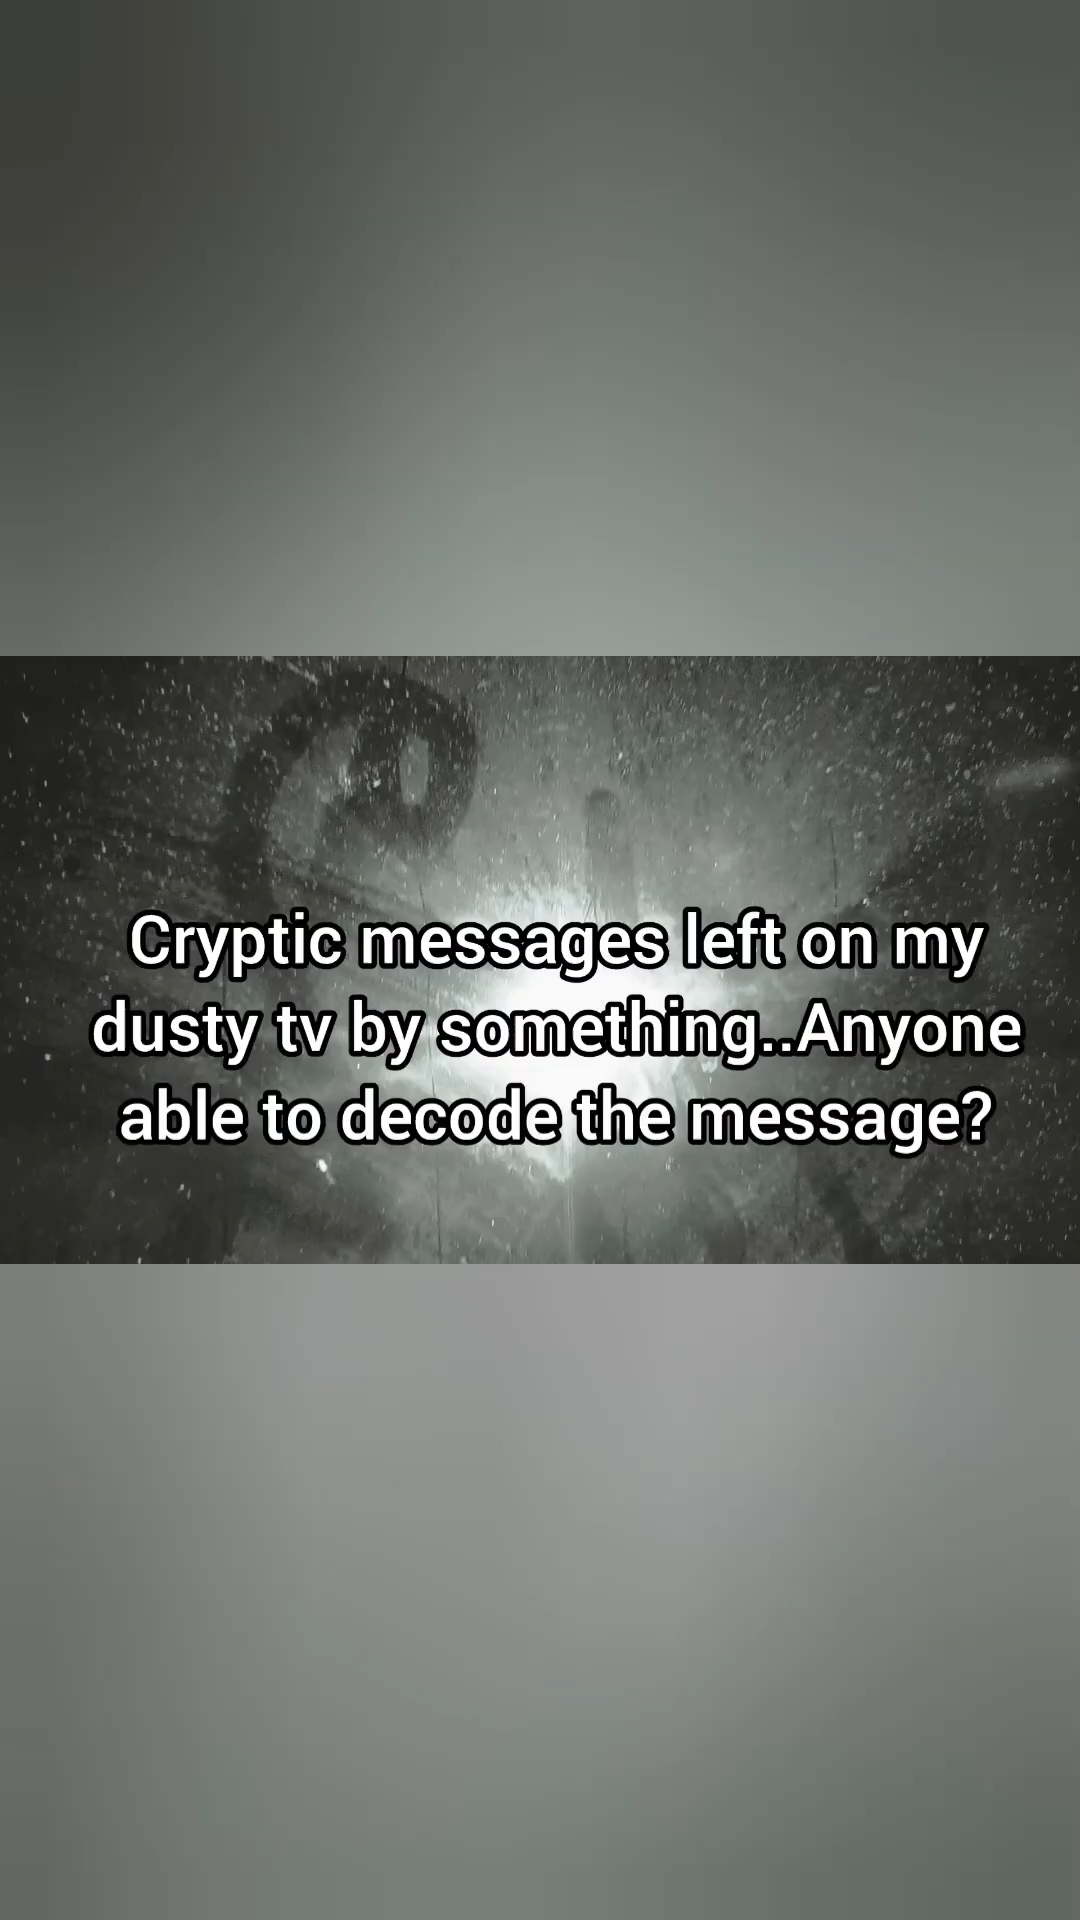 Cryptic messages left on my
dusty tv by something..Anyone
able to decode the message?